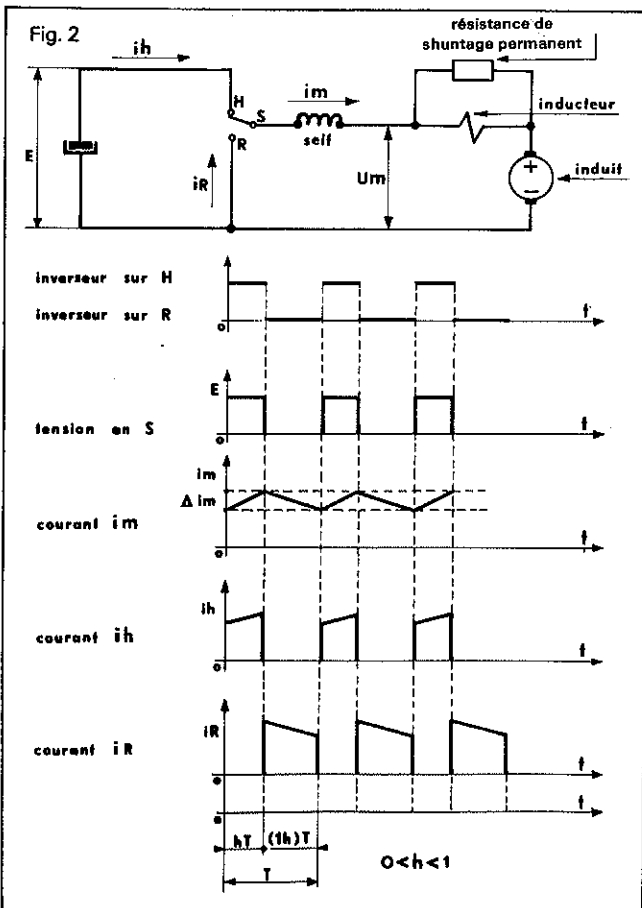 Fig. 2
résistance de
shuntage permanent
ih
im
inducteur
H
S
R
self
E
iR
Um
+
−
induit
inverseur sur H
inverseur sur R
o
t
E
tension en S
o
t
im
Δim
courant im
o
t
ih
courant ih
o
t
iR
courant iR
o
t
o
t
hT
(1h)T
T
0<h<1